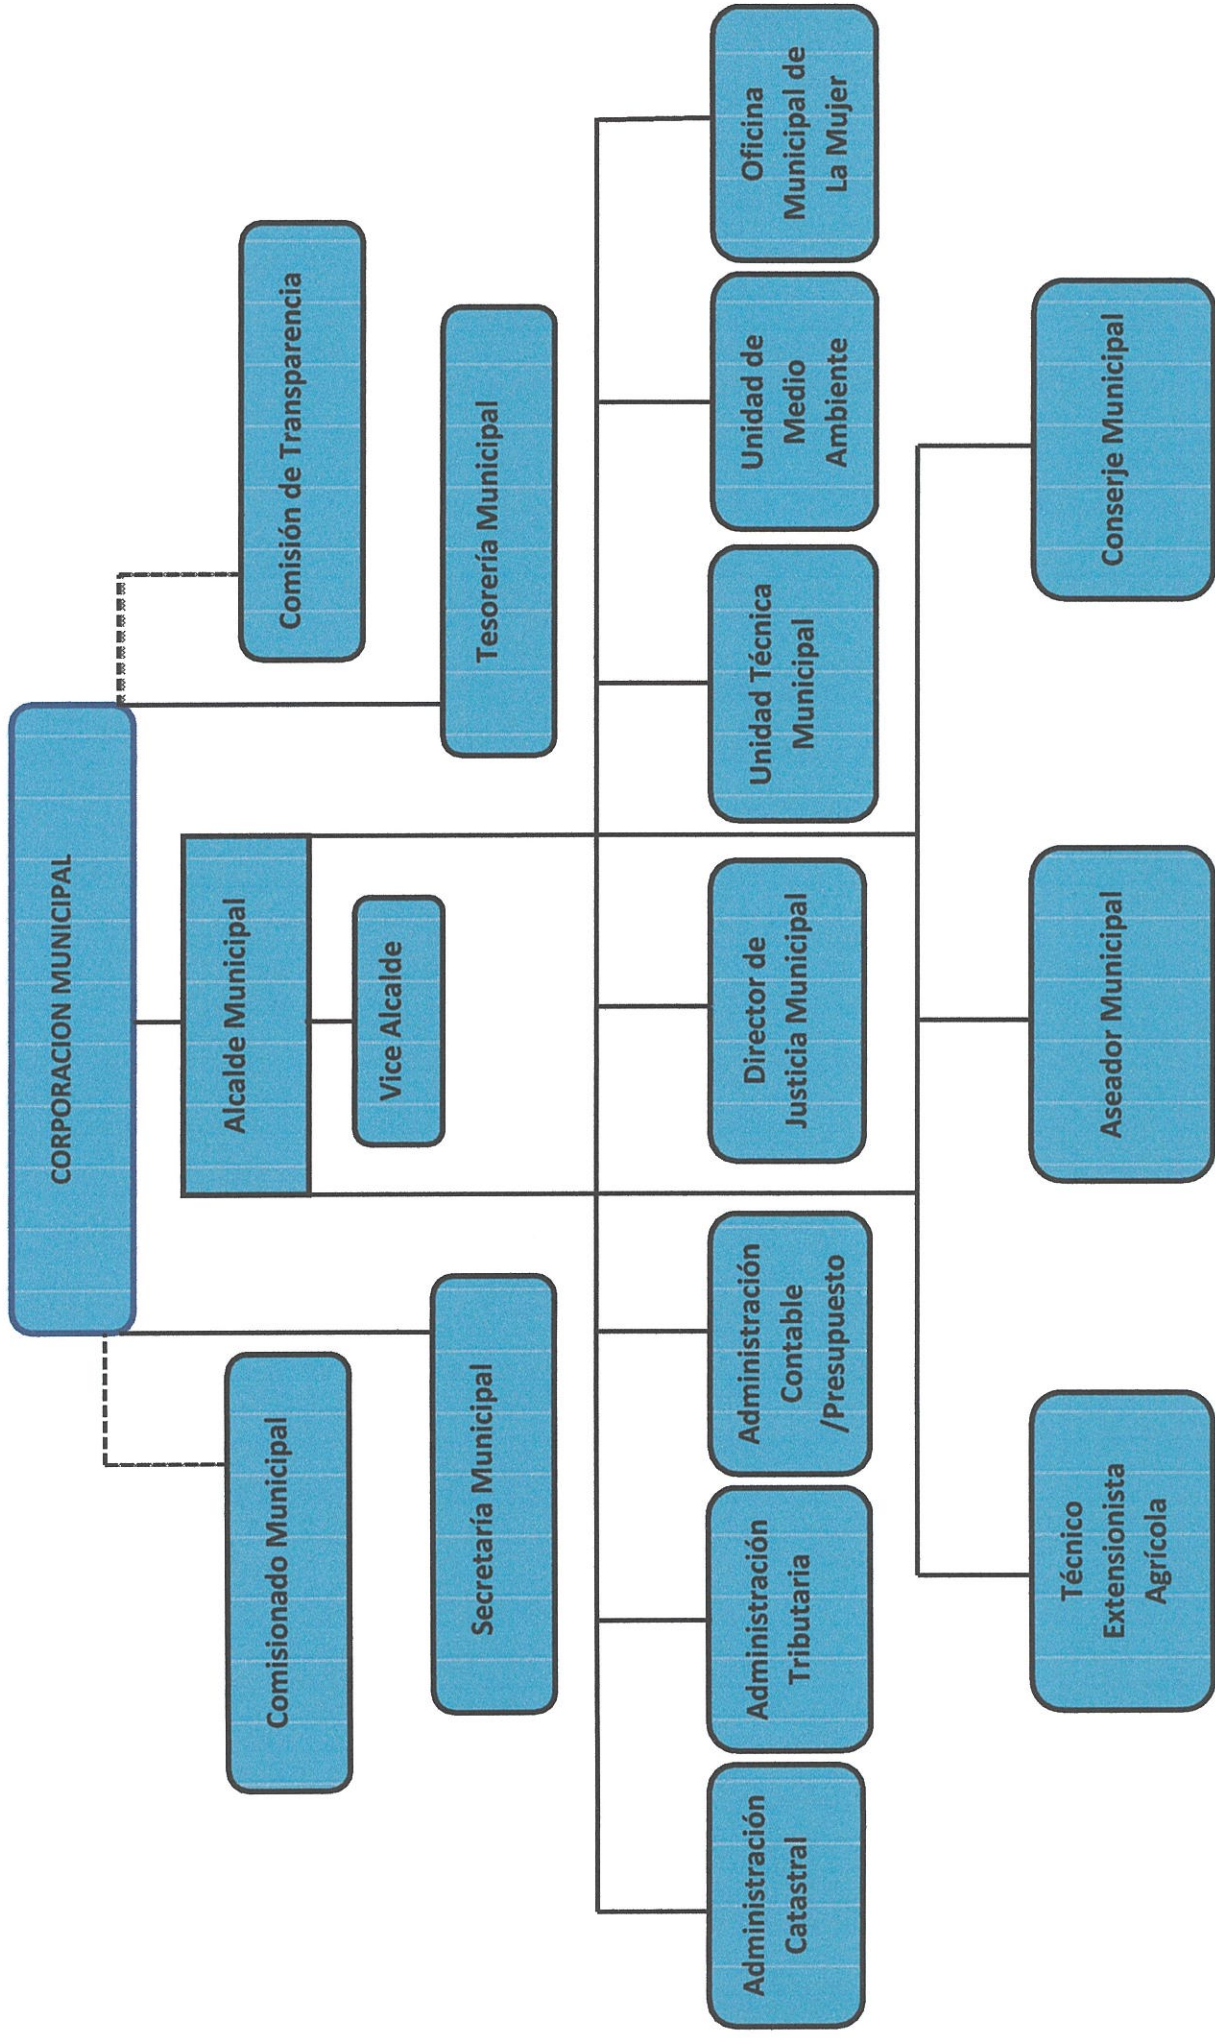 CORPORACION MUNICIPAL
Comisionado Municipal
Comisión de Transparencia
Alcalde Municipal
Vice Alcalde
Secretaría Municipal
Tesorería Municipal
Administración
Catastral
Administración
Tributaria
Administración
Contable
/Presupuesto
Director de
Justicia Municipal
Unidad Técnica
Municipal
Unidad de
Medio
Ambiente
Oficina
Municipal de
La Mujer
Técnico
Extensionista
Agrícola
Aseador Municipal
Conserje Municipal